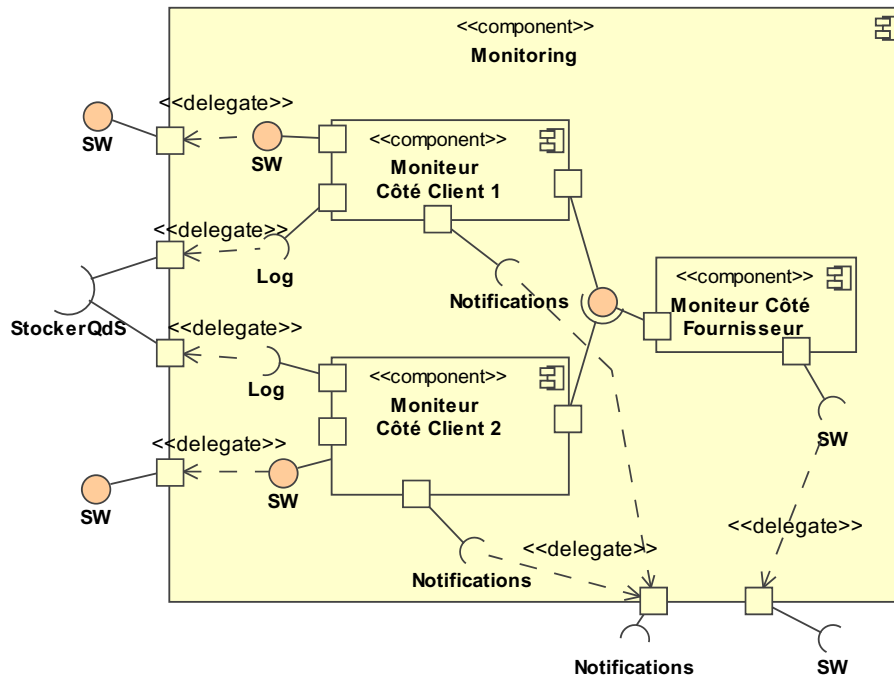 <<component>>
Monitoring
<<delegate>>
SW
SW
<<component>>
Moniteur
Côté Client 1
<<delegate>>
Log
Notifications
<<component>>
Moniteur Côté
Fournisseur
StockerQdS
<<delegate>>
Log
<<component>>
Moniteur
Côté Client 2
SW
<<delegate>>
SW
SW
<<delegate>>
<<delegate>>
Notifications
Notifications
SW